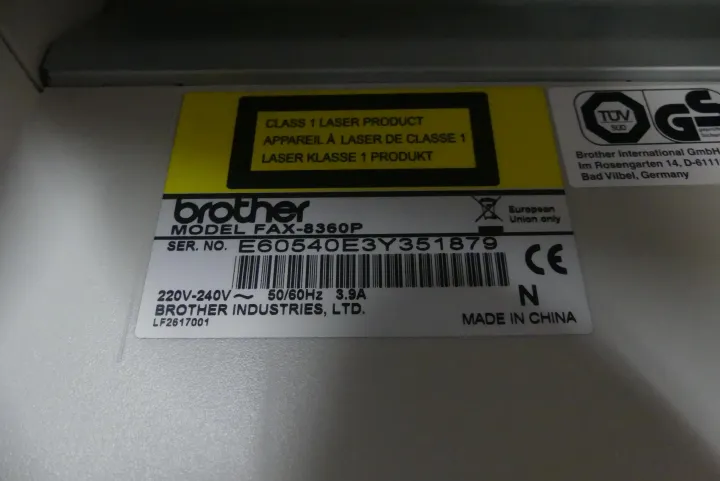 CLASS 1 LASER PRODUCT
APPAREIL À LASER DE CLASSE 1
LASER KLASSE 1 PRODUKT
brother
MODEL FAX-8360P
European
Union only
SER. NO. E60540E3Y351879
CE
220V-240V ~ 50/60Hz 3.9A
N
BROTHER INDUSTRIES, LTD.
LF2617001
MADE IN CHINA
TÜV
SÜD
GS
Brother International GmbH
Im Rosengarten 14, D-6111
Bad Vilbel, Germany